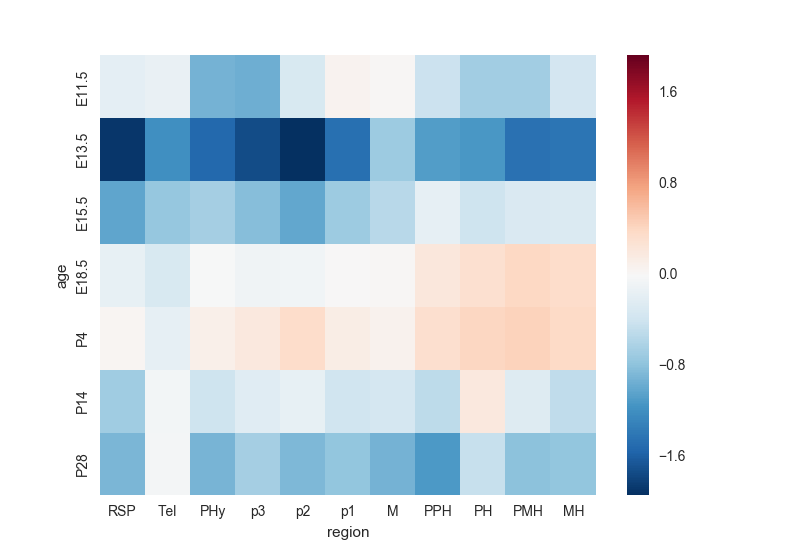 age
E11.5
E13.5
E15.5
E18.5
P4
P14
P28
RSP Tel PHy p3 p2 p1 M PPH PH PMH MH
region
1.6
0.8
0.0
−0.8
−1.6